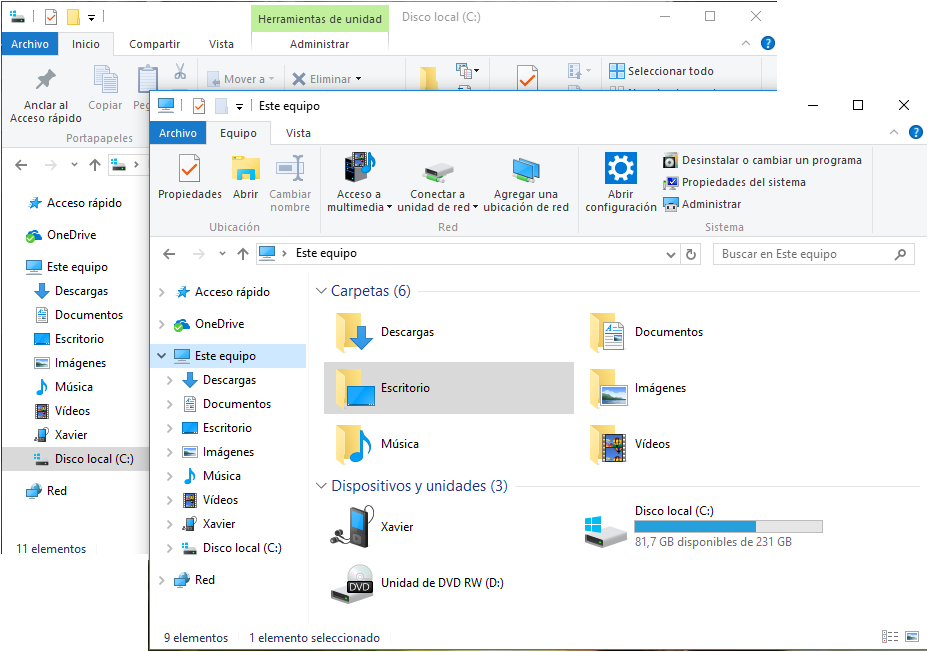 Herramientas de unidad
Disco local (C:)
Archivo
Inicio
Compartir
Vista
Administrar
Anclar al
Acceso rápido
Copiar
Mover a
Eliminar
Seleccionar todo
Portapapeles
Acceso rápido
OneDrive
Este equipo
Descargas
Documentos
Escritorio
Imágenes
Música
Vídeos
Xavier
Disco local (C:)
Red
11 elementos
Este equipo
Archivo
Equipo
Vista
Propiedades
Abrir
Cambiar
nombre
Ubicación
Acceso a
multimedia
Conectar a
unidad de red
Agregar una
ubicación de red
Red
Abrir
configuración
Desinstalar o cambiar un programa
Propiedades del sistema
Administrar
Sistema
Este equipo
Buscar en Este equipo
Acceso rápido
OneDrive
Este equipo
Descargas
Documentos
Escritorio
Imágenes
Música
Vídeos
Xavier
Disco local (C:)
Red
Carpetas (6)
Descargas
Documentos
Escritorio
Imágenes
Música
Vídeos
Dispositivos y unidades (3)
Xavier
Disco local (C:)
81,7 GB disponibles de 231 GB
DVD
Unidad de DVD RW (D:)
9 elementos
1 elemento seleccionado